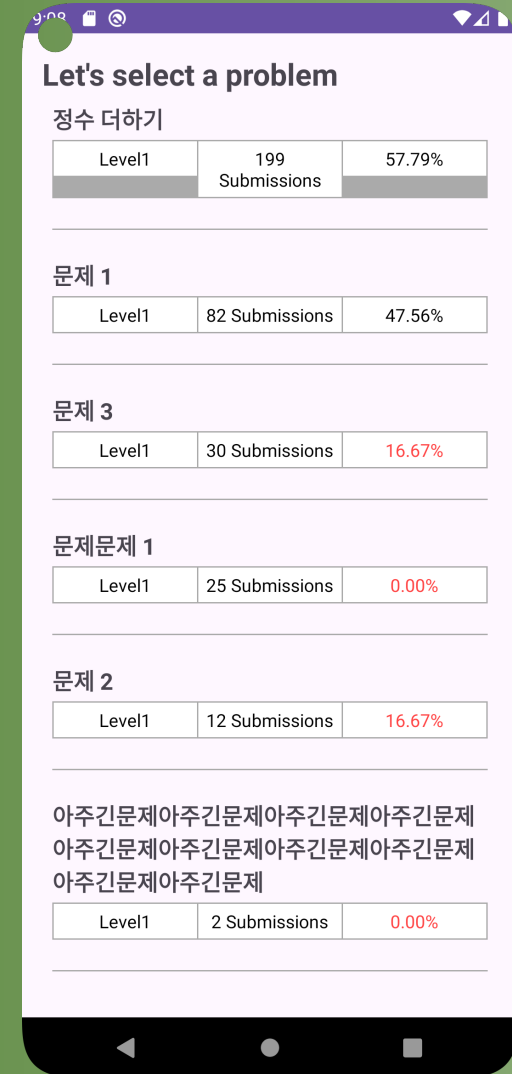 9:08
Let's select a problem
정수 더하기
Level1
199
Submissions
57.79%
문제 1
Level1
82 Submissions
47.56%
문제 3
Level1
30 Submissions
16.67%
문제문제 1
Level1
25 Submissions
0.00%
문제 2
Level1
12 Submissions
16.67%
아주긴문제아주긴문제아주긴문제아주긴문제
아주긴문제아주긴문제아주긴문제아주긴문제
아주긴문제아주긴문제
Level1
2 Submissions
0.00%